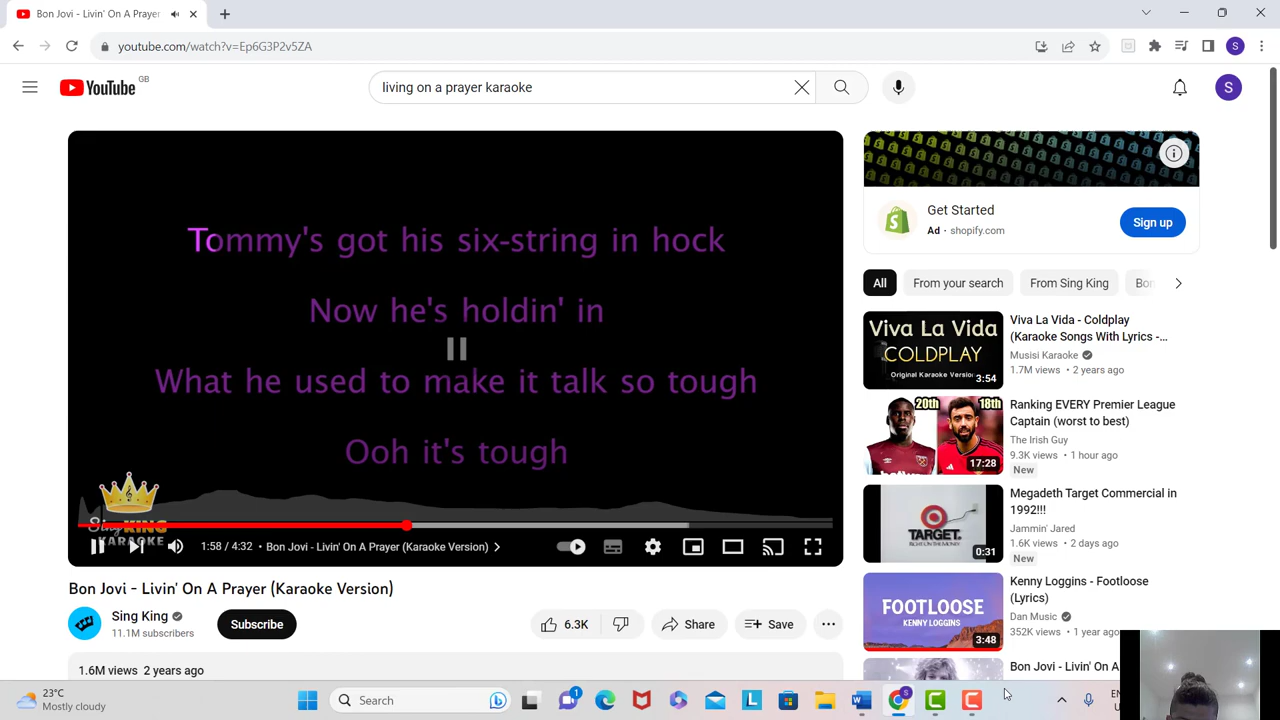 Bon Jovi - Livin' On A Prayer
youtube.com/watch?v=Ep6G3P2v5ZA
S
YouTube GB
living on a prayer karaoke
S
Tommy's got his six-string in hock
Now he's holdin' in
What he used to make it talk so tough
Ooh it's tough
Sing KING
KARAOKE
1:58 / 4:32 • Bon Jovi - Livin' On A Prayer (Karaoke Version)
Bon Jovi - Livin' On A Prayer (Karaoke Version)
Sing King
11.1M subscribers
Subscribe
6.3K
Share
Save
1.6M views 2 years ago
Get Started
Ad • shopify.com
Sign up
All
From your search
From Sing King
Bon
Viva La Vida
COLDPLAY
Original Karaoke Version
3:54
Viva La Vida - Coldplay
(Karaoke Songs With Lyrics -...
Musisi Karaoke
1.7M views • 2 years ago
20th
18th
17:28
Ranking EVERY Premier League
Captain (worst to best)
The Irish Guy
9.3K views • 1 hour ago
New
TARGET
0:31
Megadeth Target Commercial in
1992!!!
Jammin' Jared
1.6K views • 2 days ago
New
FOOTLOOSE
KENNY LOGGINS
3:48
Kenny Loggins - Footloose
(Lyrics)
Dan Music
352K views • 1 year ago
Bon Jovi - Livin' On A
23°C
Mostly cloudy
Search
1
L
W
S
C
C